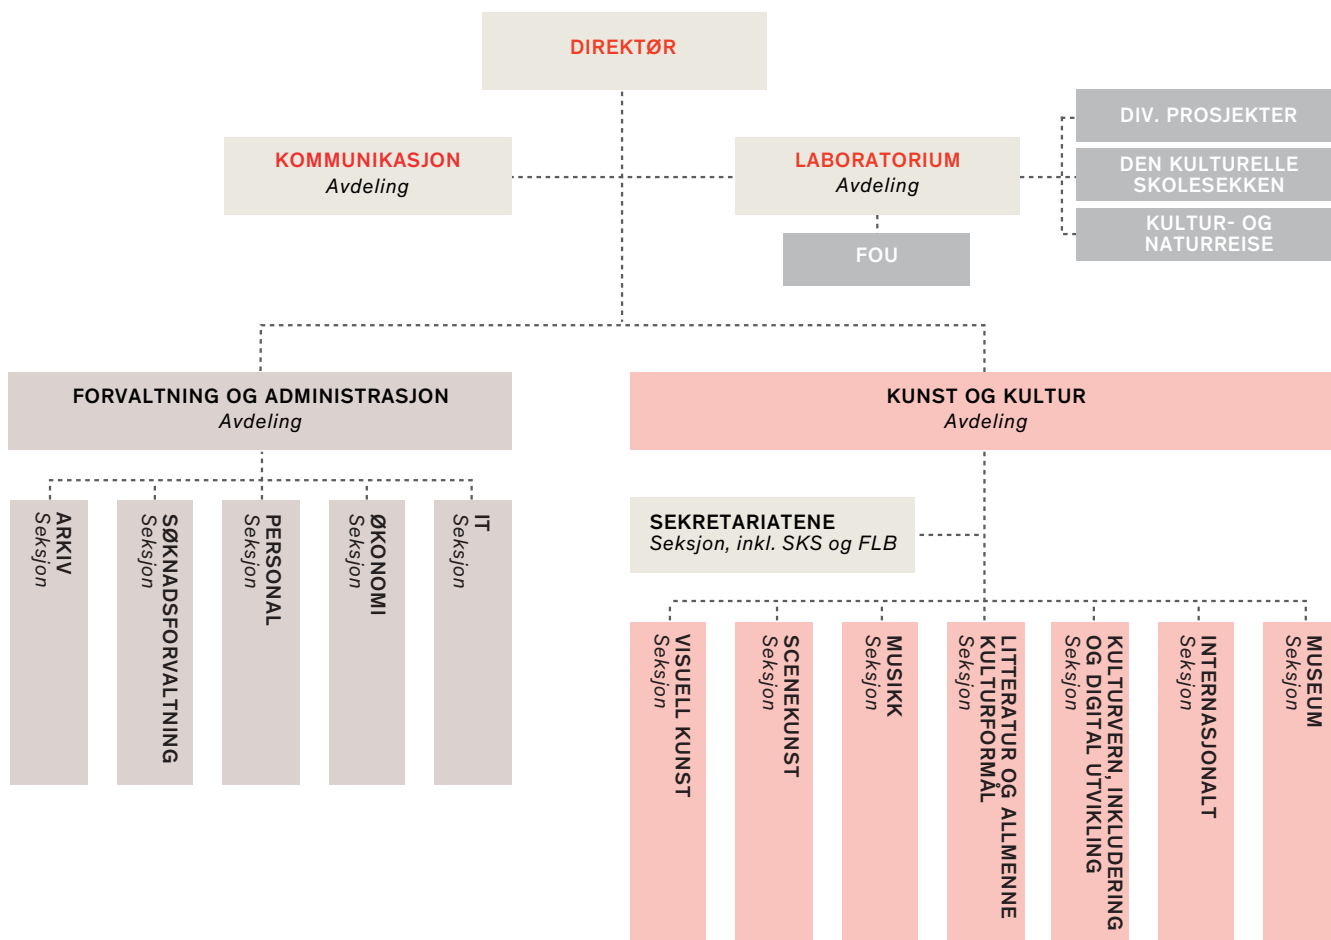 DIREKTØR
KOMMUNIKASJON
Avdeling
LABORATORIUM
Avdeling
DIV. PROSJEKTER
DEN KULTURELLE
SKOLESEKKEN
KULTUR- OG
NATURREISE
FOU
FORVALTNING OG ADMINISTRASJON
Avdeling
KUNST OG KULTUR
Avdeling
ARKIV
Seksjon
SØKNADSFORVALTNING
Seksjon
PERSONAL
Seksjon
ØKONOMI
Seksjon
IT
Seksjon
SEKRETARIATENE
Seksjon, inkl. SKS og FLB
VISUELL KUNST
Seksjon
SCENEKUNST
Seksjon
MUSIKK
Seksjon
LITTERATUR OG ALLMENNE
KULTURFORMÅL
Seksjon
KULTURVERN, INKLUDERING
OG DIGITAL UTVIKLING
Seksjon
INTERNASJONALT
Seksjon
MUSEUM
Seksjon